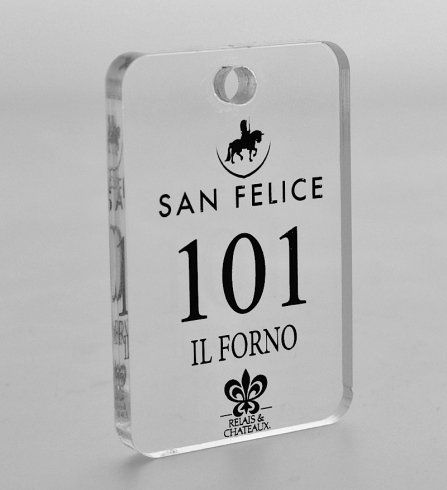 SAN FELICE
101
IL FORNO
RELAIS &
CHATEAUX